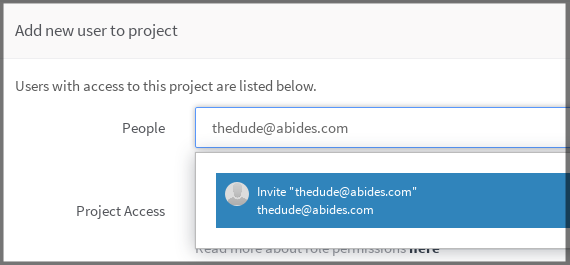 Add new user to project
Users with access to this project are listed below.
People
thedude@abides.com
Invite "thedude@abides.com"
thedude@abides.com
Project Access
Read more about role permissions here